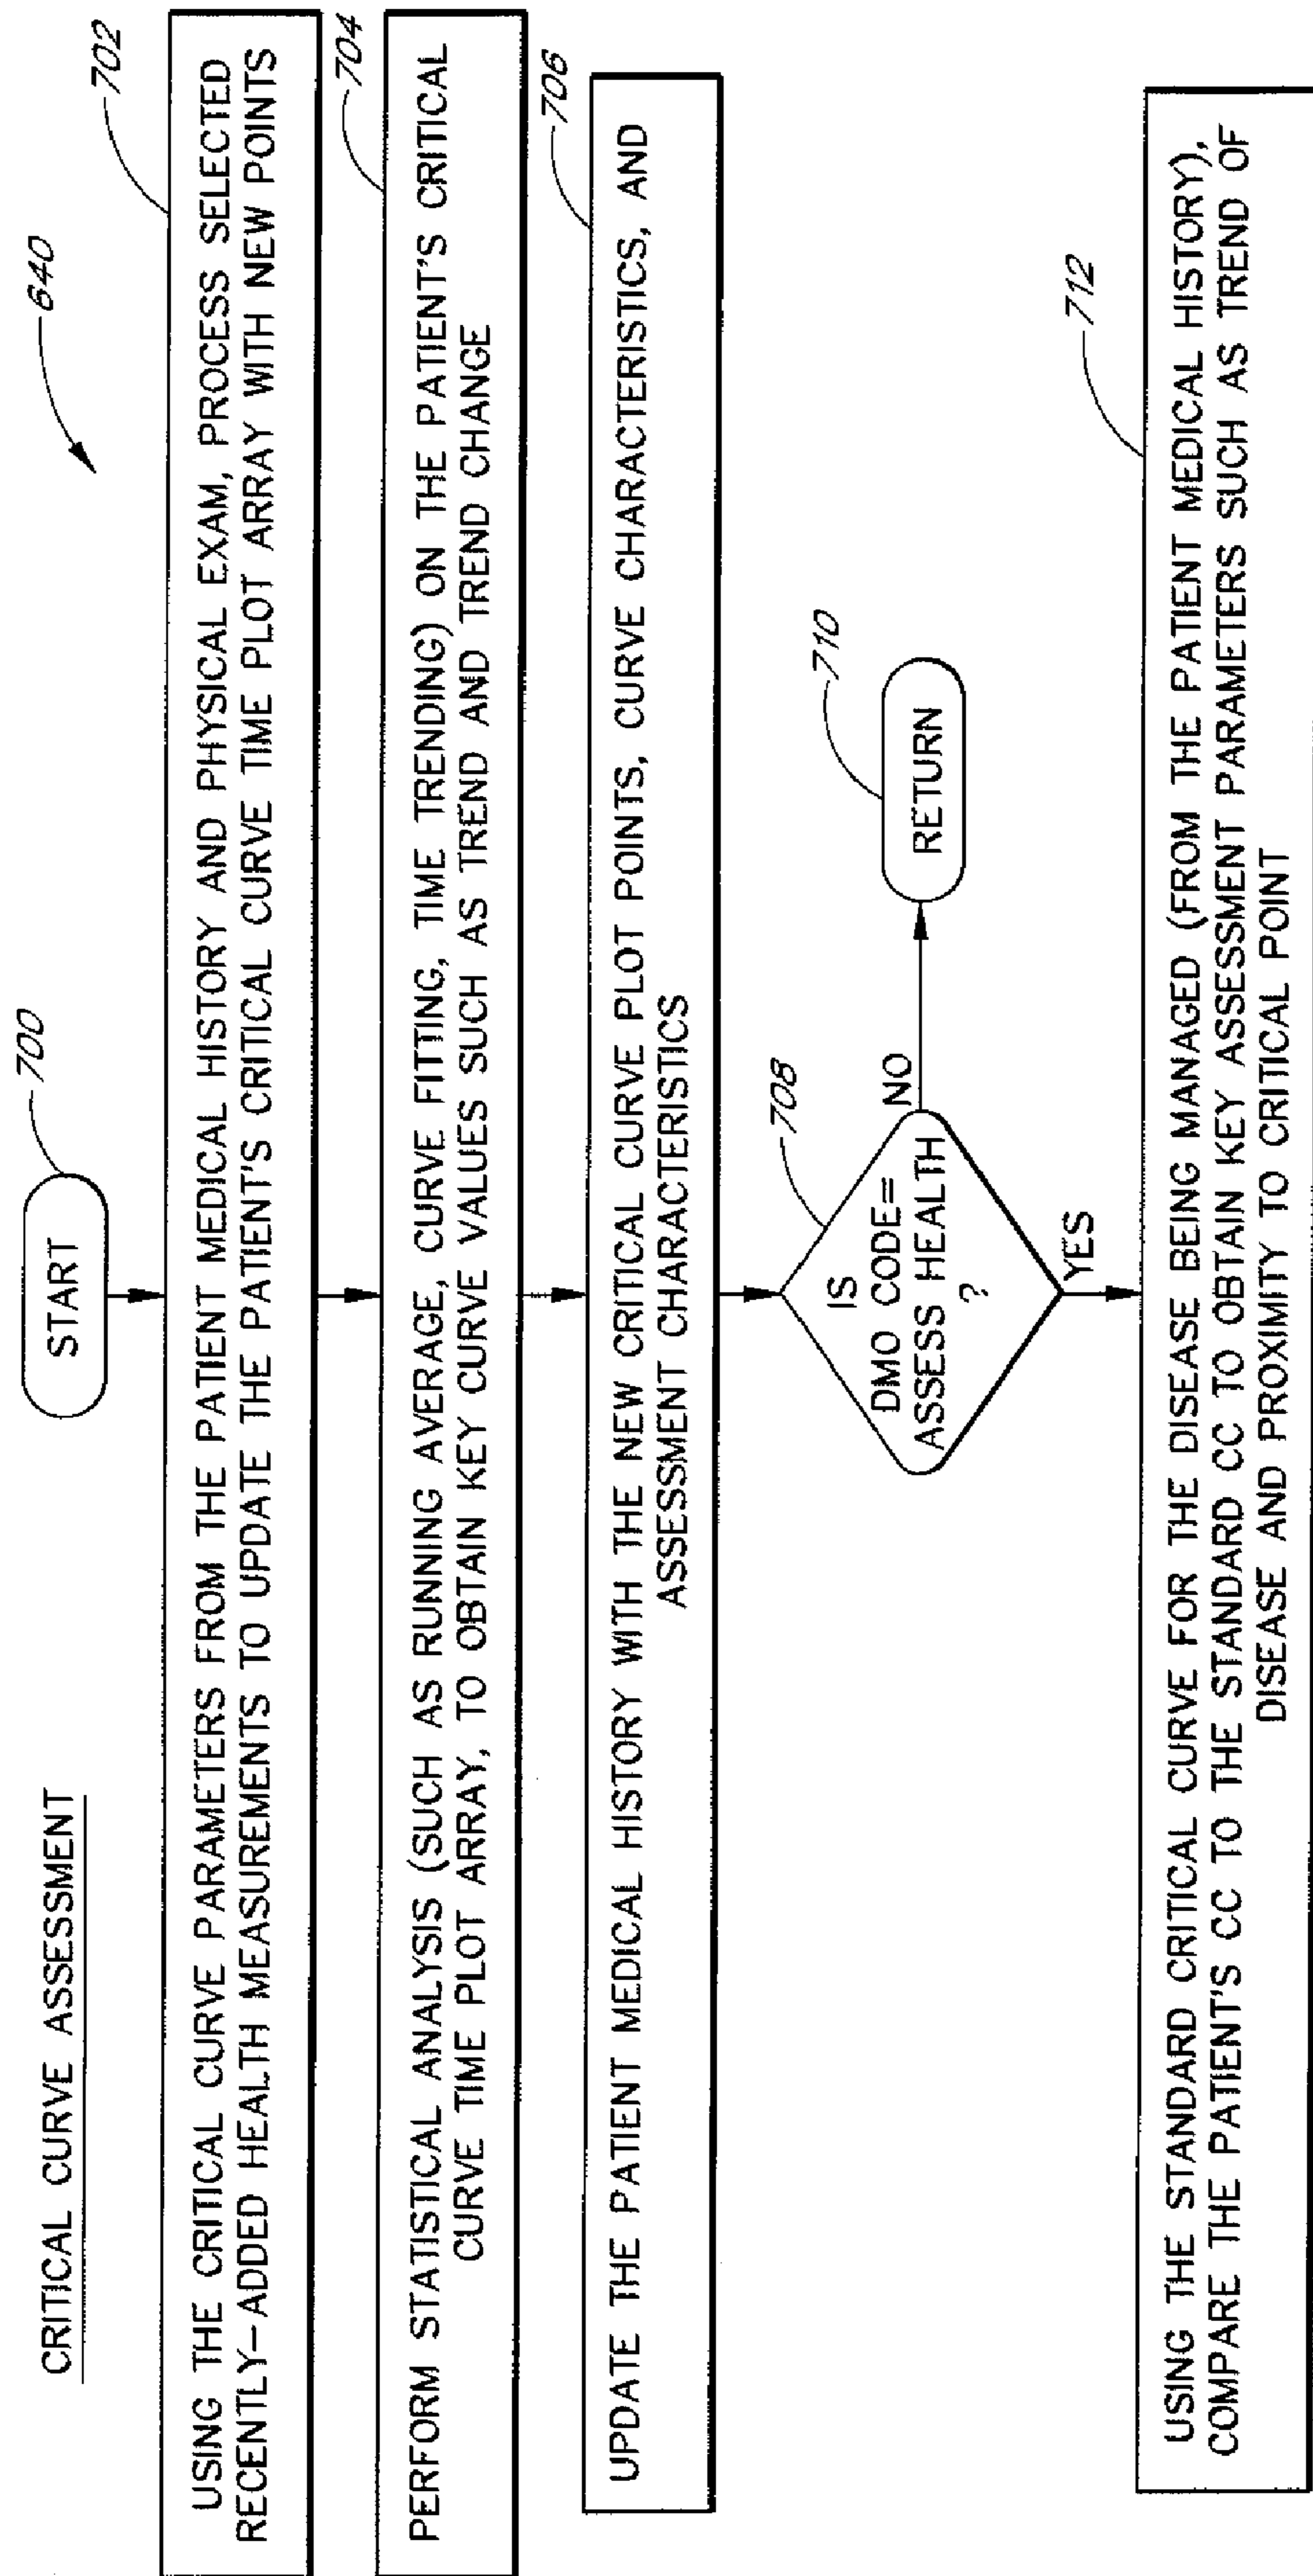 CRITICAL CURVE ASSESSMENT
640
START
700
702
USING THE CRITICAL CURVE PARAMETERS FROM THE PATIENT MEDICAL HISTORY AND PHYSICAL EXAM, PROCESS SELECTED
RECENTLY-ADDED HEALTH MEASUREMENTS TO UPDATE THE PATIENT'S CRITICAL CURVE TIME PLOT ARRAY WITH NEW POINTS
704
PERFORM STATISTICAL ANALYSIS (SUCH AS RUNNING AVERAGE, CURVE FITTING, TIME TRENDING) ON THE PATIENT'S CRITICAL
CURVE TIME PLOT ARRAY, TO OBTAIN KEY CURVE VALUES SUCH AS TREND AND TREND CHANGE
706
UPDATE THE PATIENT MEDICAL HISTORY WITH THE NEW CRITICAL CURVE PLOT POINTS, CURVE CHARACTERISTICS, AND
ASSESSMENT CHARACTERISTICS
708
IS
DMO CODE=
ASSESS HEALTH
?
NO
710
RETURN
YES
712
USING THE STANDARD CRITICAL CURVE FOR THE DISEASE BEING MANAGED (FROM THE PATIENT MEDICAL HISTORY),
COMPARE THE PATIENT'S CC TO THE STANDARD CC TO OBTAIN KEY ASSESSMENT PARAMETERS SUCH AS TREND OF
DISEASE AND PROXIMITY TO CRITICAL POINT